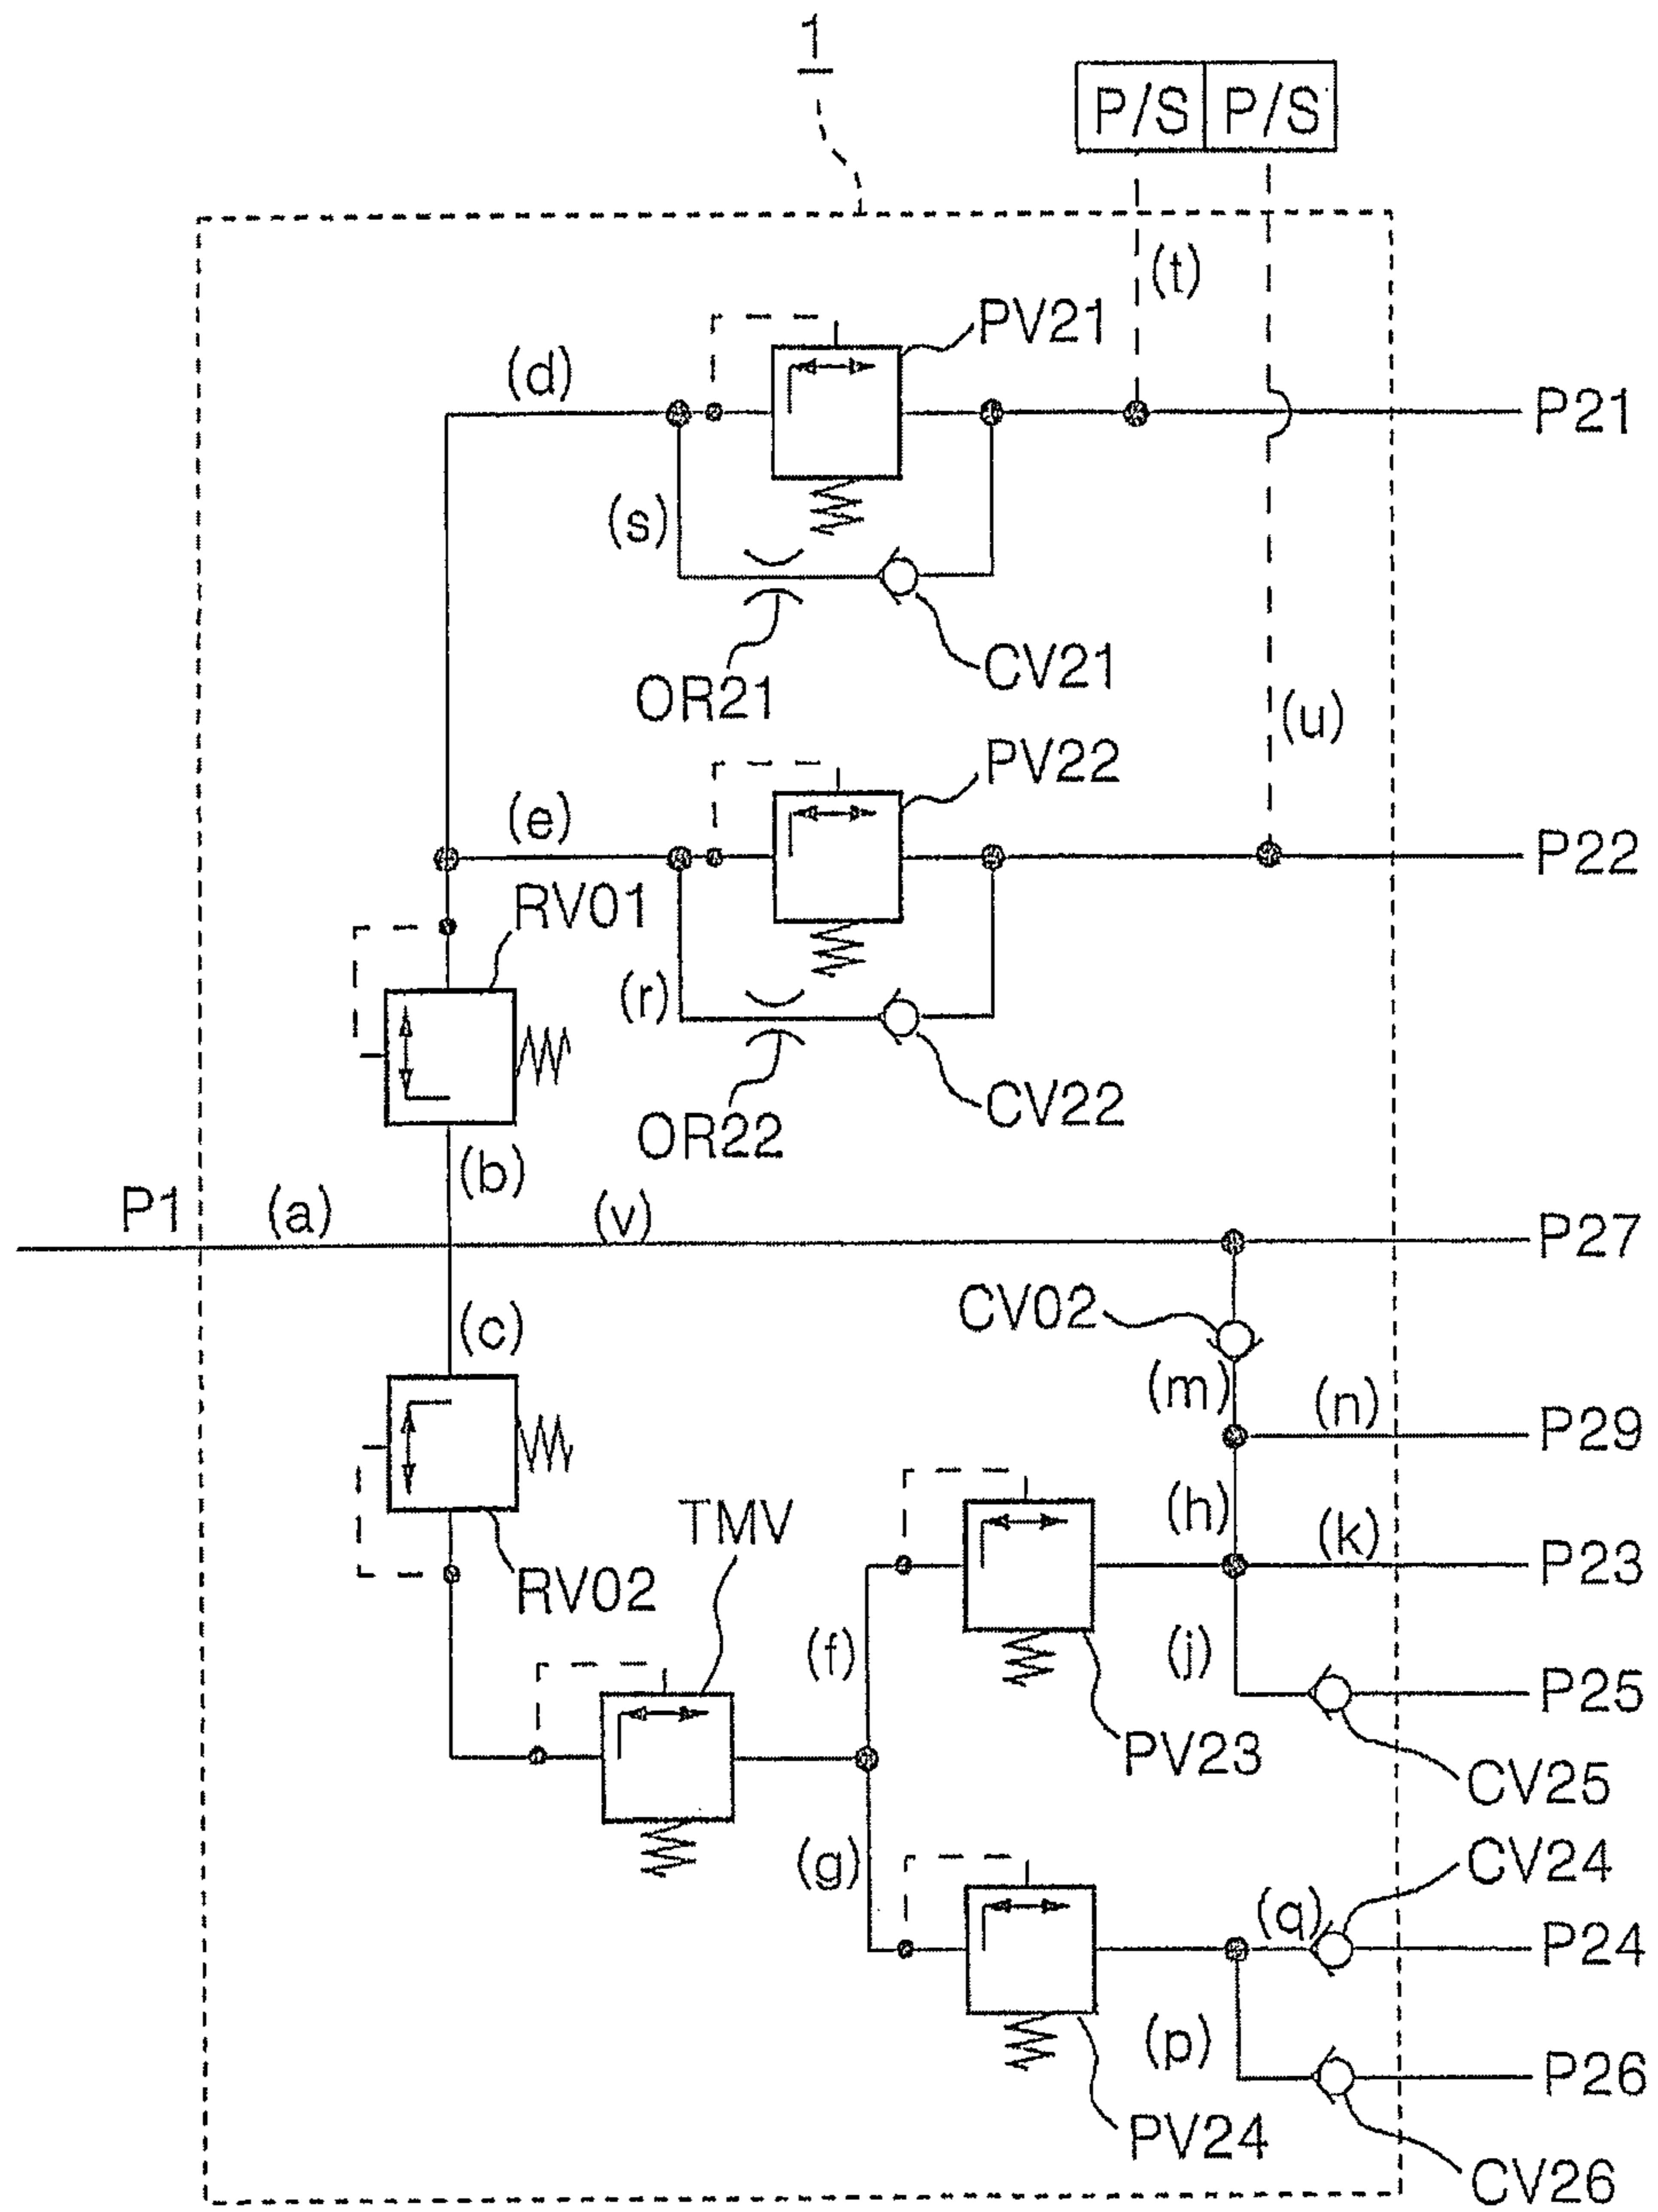 1
P/S P/S
(t)
PV21
(d)
P21
(s)
CV21
OR21
(u)
PV22
(e)
P22
RV01
(r)
CV22
OR22
(b)
P1 (a) (v) P27
CV02
(c)
(m) (n) P29
TMV (h) (k) P23
RV02
(f) (j) P25
PV23
CV25
(g) CV24
(q) P24
(p) P26
PV24
CV26